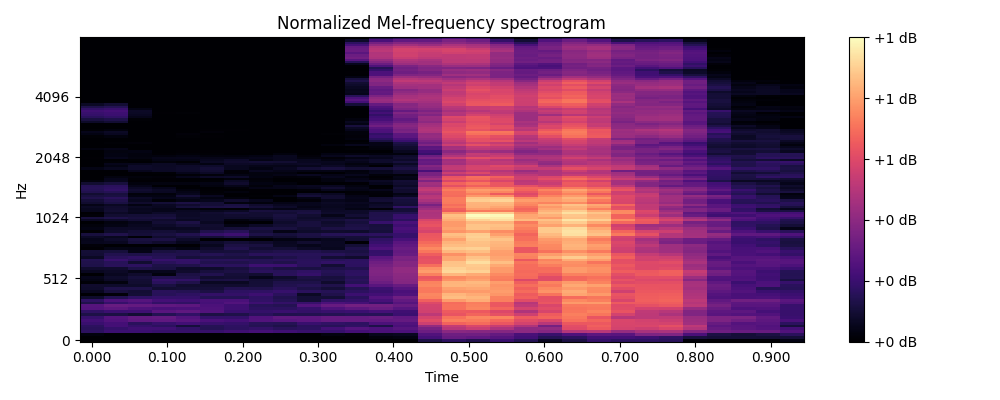 Normalized Mel-frequency spectrogram
Hz
4096
2048
1024
512
0
0.000 0.100 0.200 0.300 0.400 0.500 0.600 0.700 0.800 0.900
Time
+1 dB
+1 dB
+1 dB
+0 dB
+0 dB
+0 dB